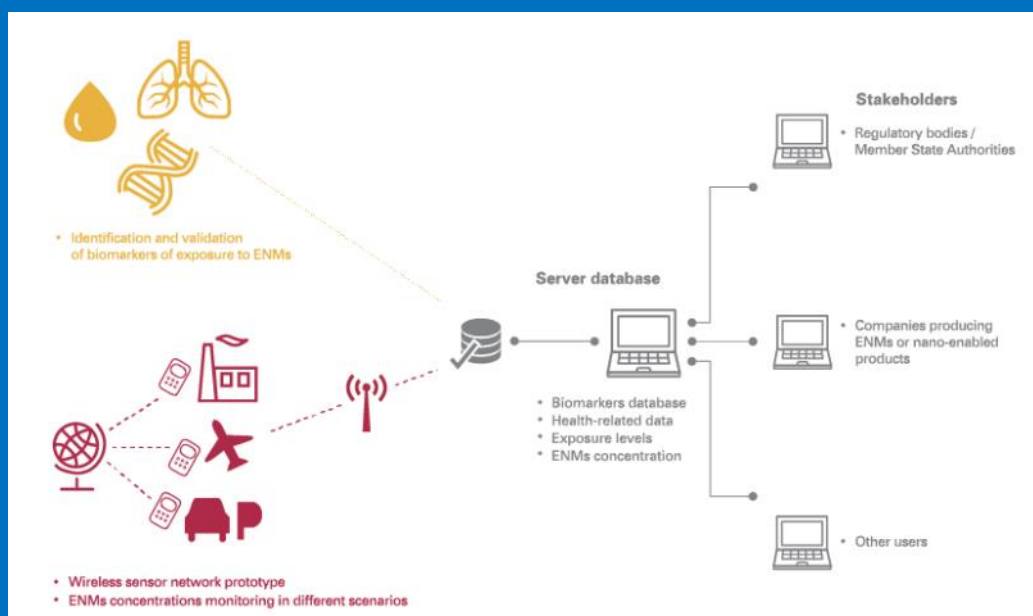 Stakeholders
• Regulatory bodies /
Member State Authorities
• Identification and validation
of biomarkers of exposure to ENMs
Server database
• Companies producing
ENMs or nano-enabled
products
• Biomarkers database
• Health-related data
• Exposure levels
• ENMs concentration
P
• Other users
• Wireless sensor network prototype
• ENMs concentrations monitoring in different scenarios